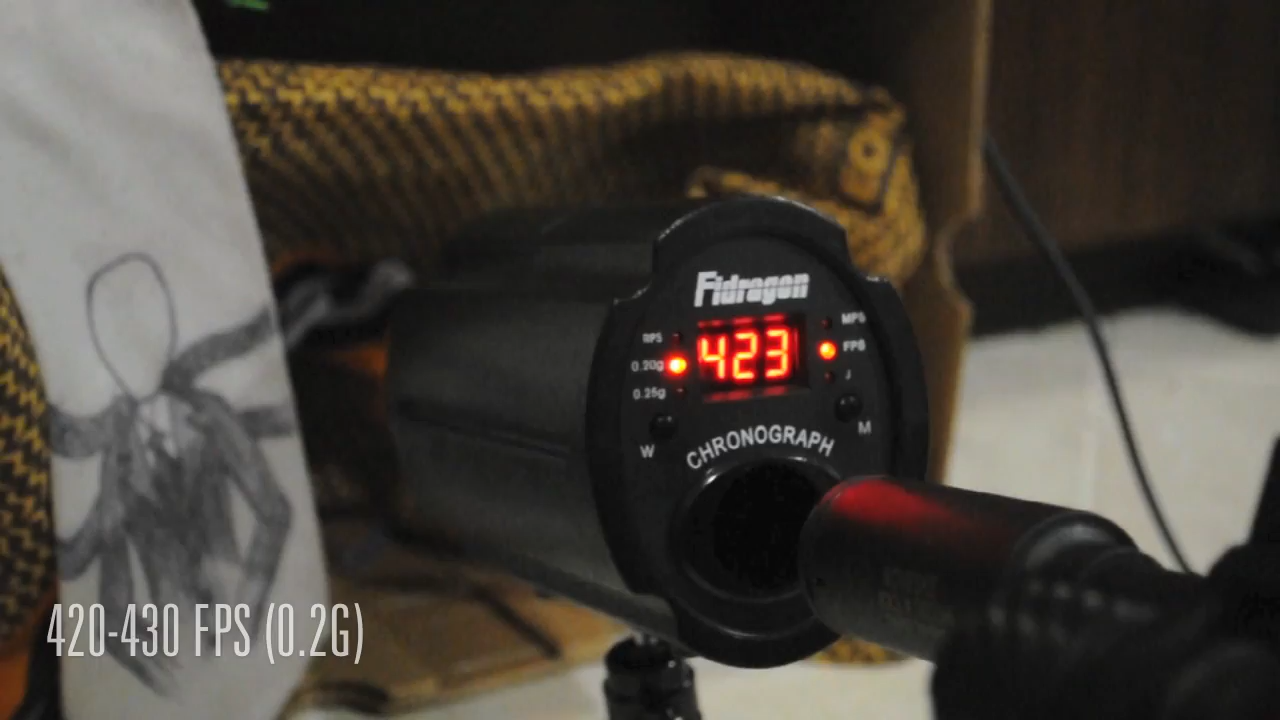 Fidragon
RPS
MPS
423
0.20g
FPS
0.25g
J
W
M
CHRONOGRAPH
420-430 FPS (0.2G)